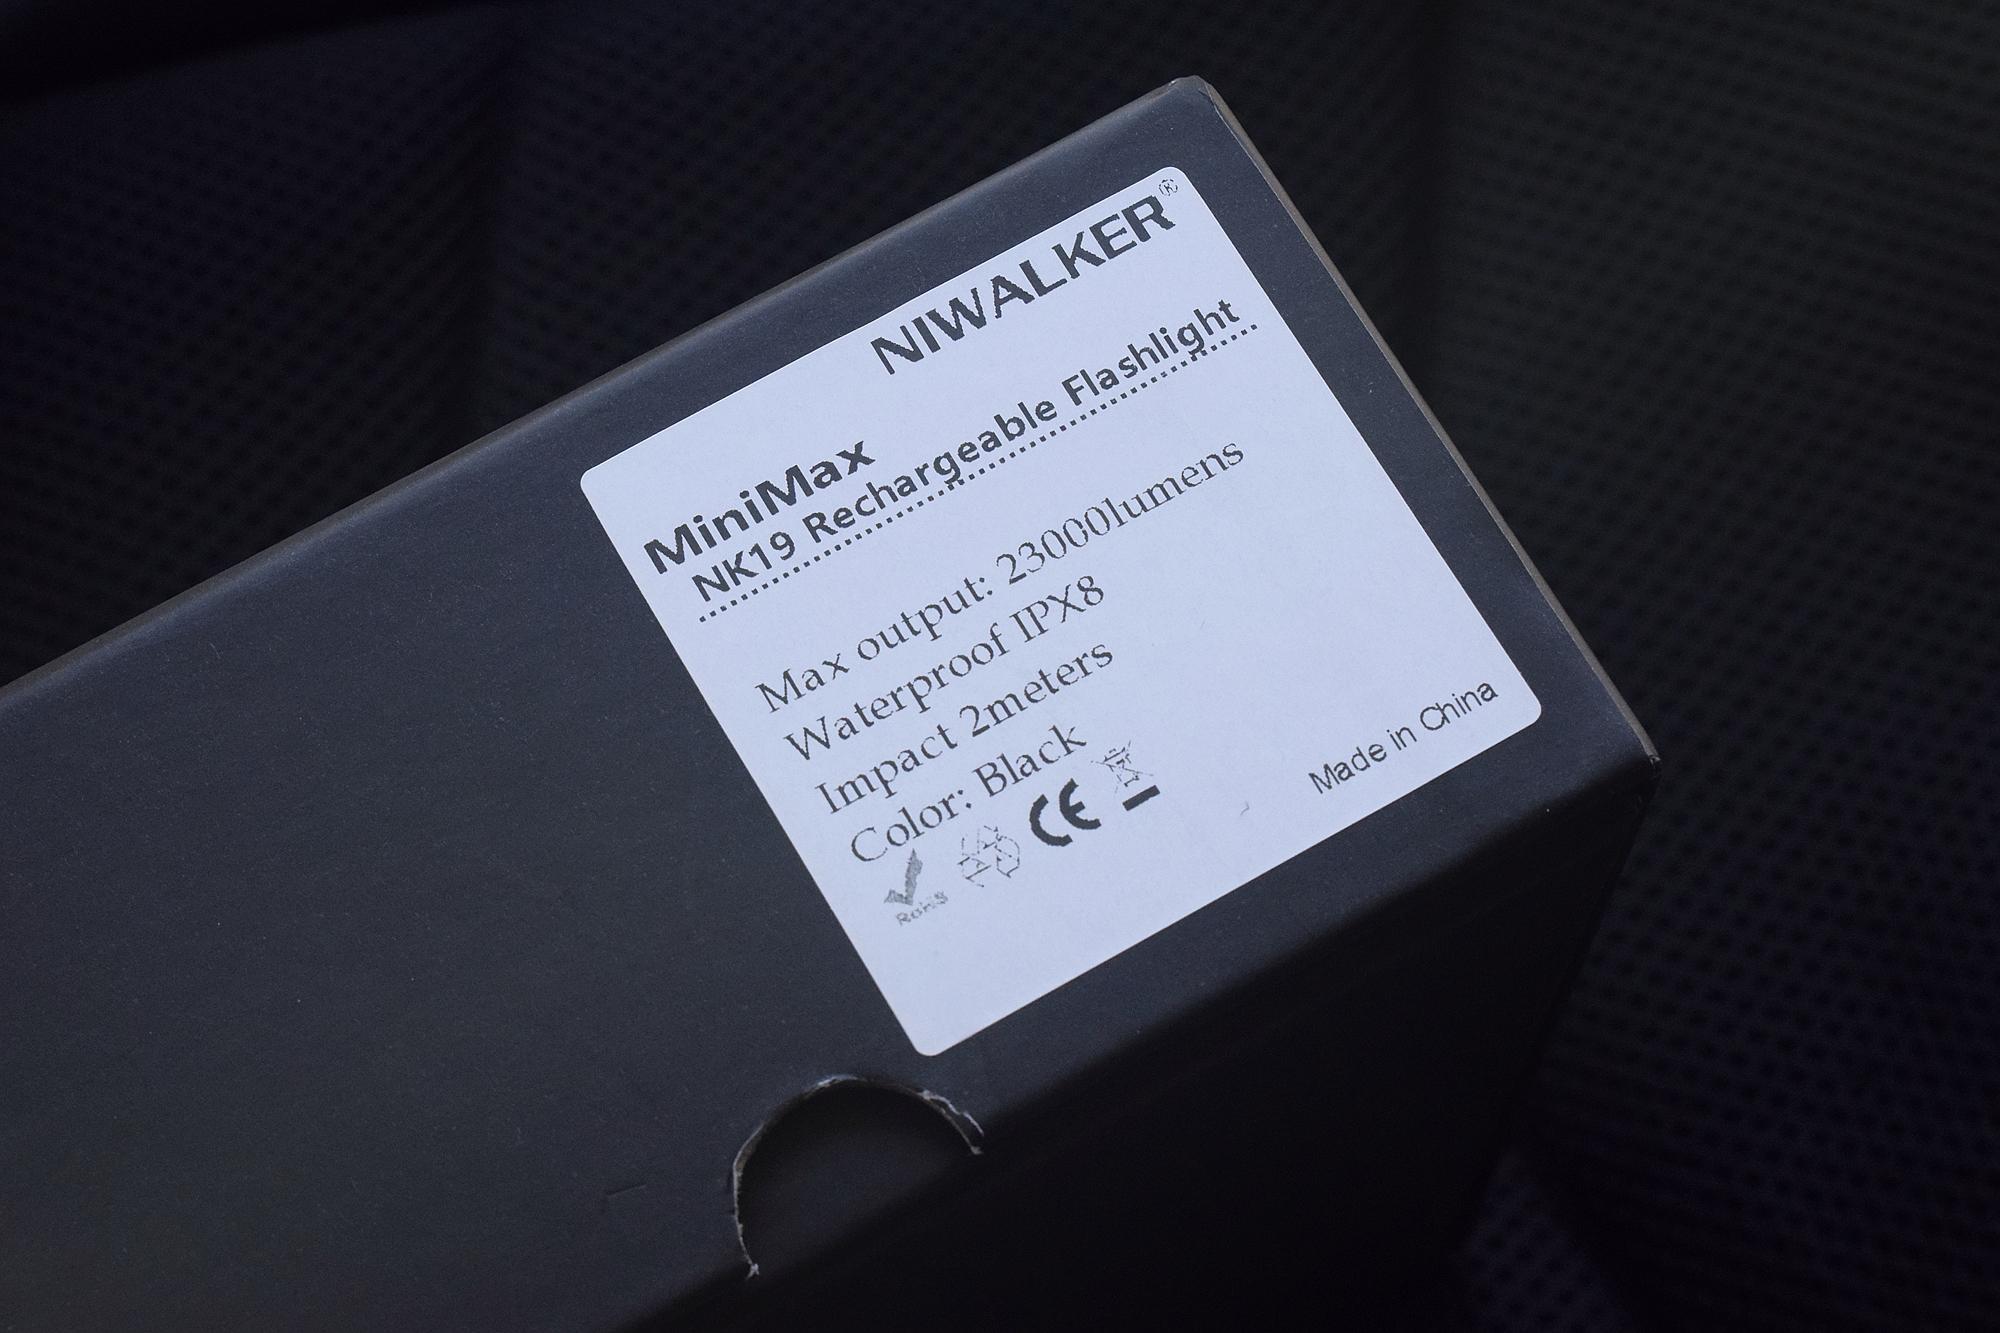 NIWALKER®
MiniMax
NK19 Rechargeable Flashlight
Max output: 23000lumens
Waterproof IPX8
Impact 2meters
Color: Black
CE
RoHS
Made in China